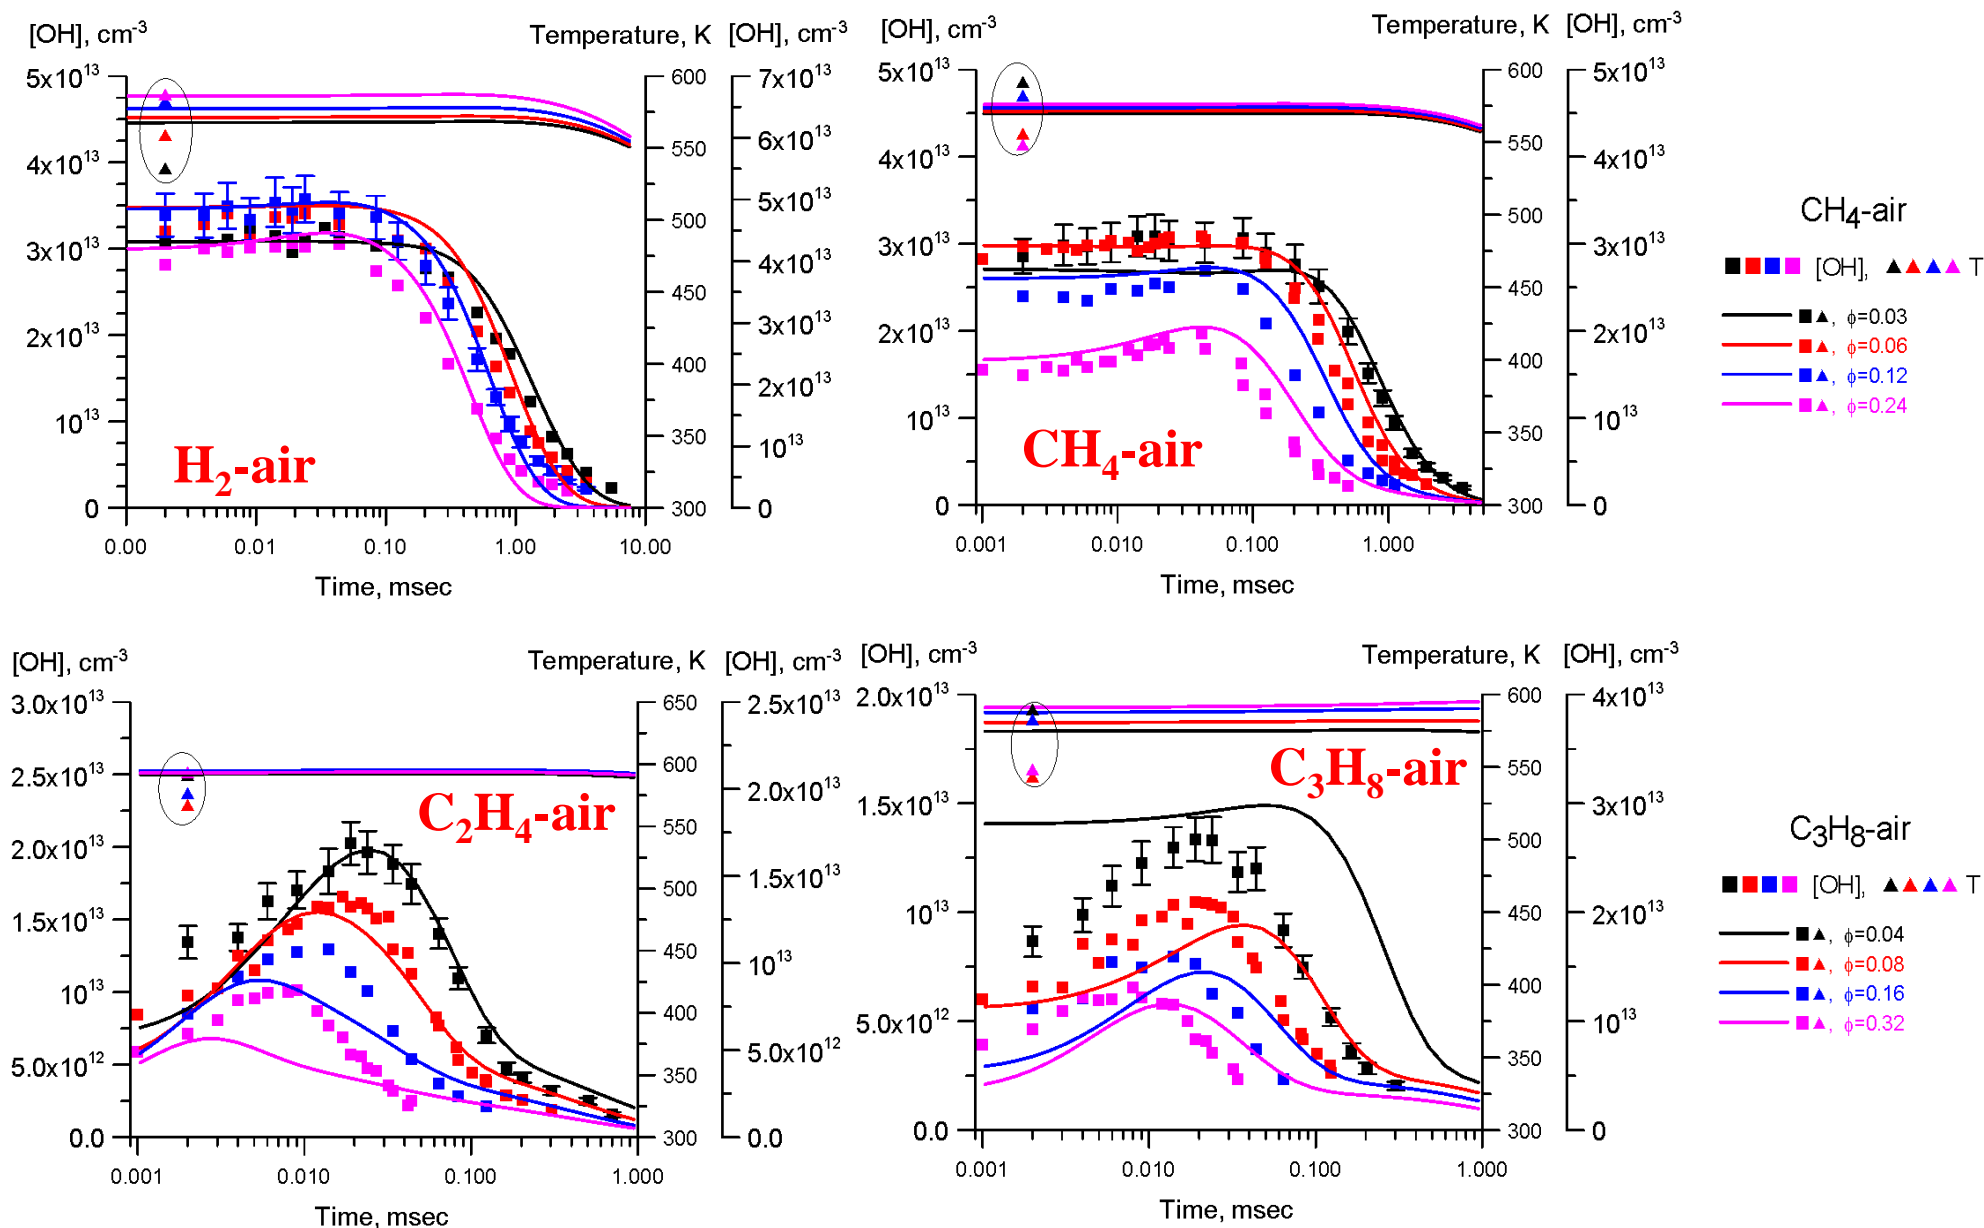 [OH], cm-3 Temperature, K [OH], cm-3
5x10^13 600 7x10^13
6x10^13
4x10^13 550
5x10^13
500
3x10^13 4x10^13
450
3x10^13
2x10^13 400
2x10^13
10^13 350
10^13
0 300 0
H2-air
0.00 0.01 0.10 1.00 10.00
Time, msec
[OH], cm-3 Temperature, K [OH], cm-3
5x10^13 600 5x10^13
550
4x10^13 4x10^13
500
3x10^13 3x10^13
450
2x10^13 400 2x10^13
10^13 350 10^13
0 300 0
CH4-air
0.001 0.010 0.100 1.000
Time, msec
CH4-air
[OH], T
, ϕ=0.03
, ϕ=0.06
, ϕ=0.12
, ϕ=0.24
[OH], cm-3 Temperature, K [OH], cm-3
3.0x10^13 650 2.5x10^13
2.5x10^13 600
2.0x10^13
550
2.0x10^13
500 1.5x10^13
1.5x10^13
450
10^13
10^13 400
5.0x10^12 350 5.0x10^12
0.0 300 0.0
C2H4-air
0.001 0.010 0.100 1.000
Time, msec
[OH], cm-3 Temperature, K [OH], cm-3
2.0x10^13 600 4x10^13
550
1.5x10^13 3x10^13
500
10^13 450 2x10^13
400
5.0x10^12 10^13
350
0.0 300 0
C3H8-air
0.001 0.010 0.100 1.000
Time, msec
C3H8-air
[OH], T
, ϕ=0.04
, ϕ=0.08
, ϕ=0.16
, ϕ=0.32